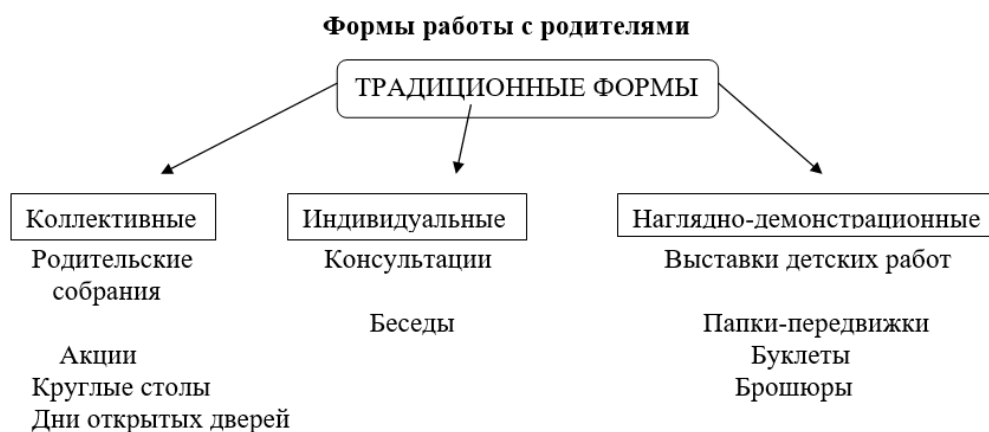 Формы работы с родителями
ТРАДИЦИОННЫЕ ФОРМЫ
Коллективные
Родительские
собрания
Акции
Круглые столы
Дни открытых дверей
Индивидуальные
Консультации
Беседы
Наглядно-демонстрационные
Выставки детских работ
Папки-передвижки
Буклеты
Брошюры